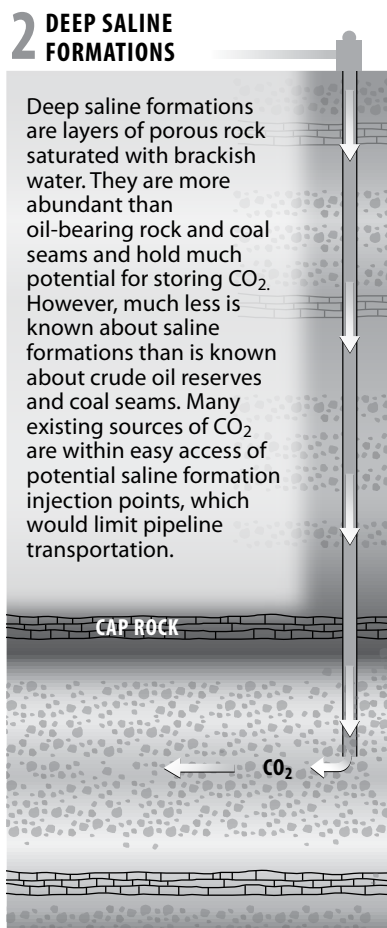 2 DEEP SALINE
FORMATIONS
Deep saline formations
are layers of porous rock
saturated with brackish
water. They are more
abundant than
oil-bearing rock and coal
seams and hold much
potential for storing CO2.
However, much less is
known about saline
formations than is known
about crude oil reserves
and coal seams. Many
existing sources of CO2
are within easy access of
potential saline formation
injection points, which
would limit pipeline
transportation.
CAP ROCK
CO2